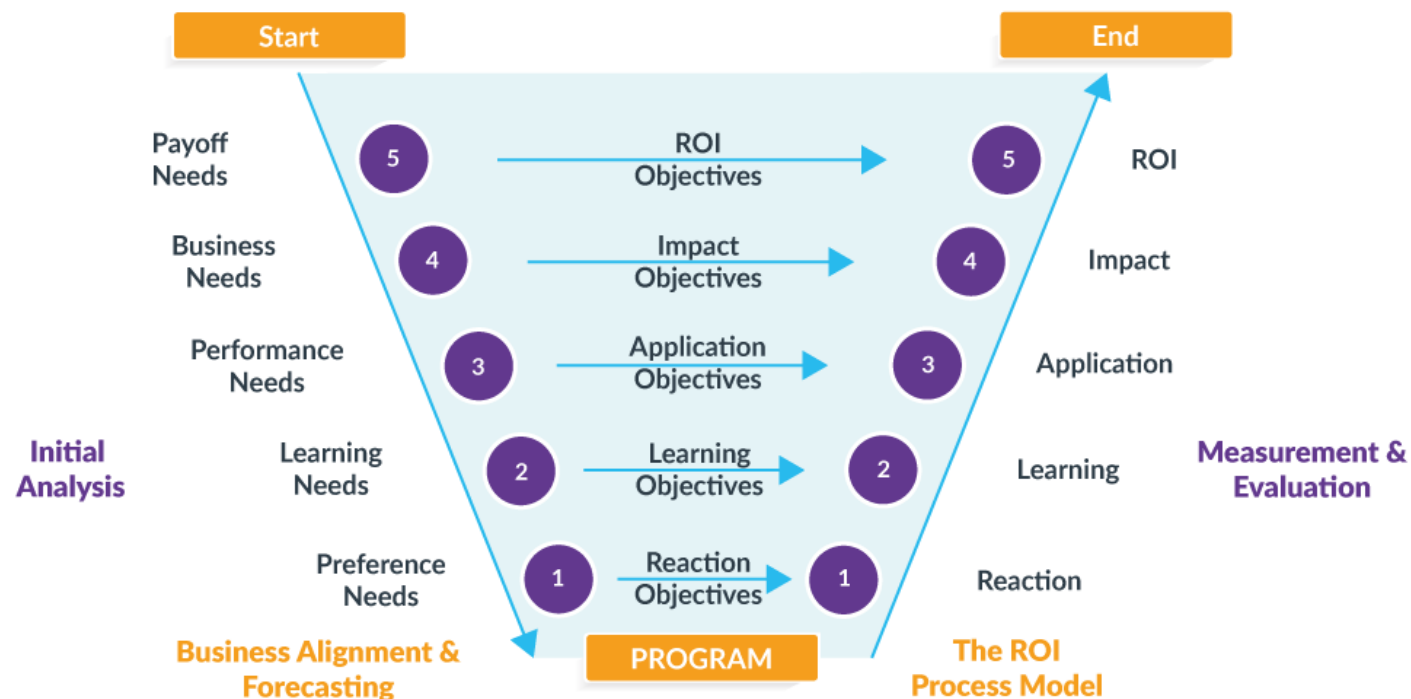 Start
End
Payoff
Needs
5
ROI
Objectives
5
ROI
Business
Needs
4
Impact
Objectives
4
Impact
Performance
Needs
3
Application
Objectives
3
Application
Initial
Analysis
Learning
Needs
2
Learning
Objectives
2
Learning
Measurement &
Evaluation
Preference
Needs
1
Reaction
Objectives
1
Reaction
Business Alignment &
Forecasting
PROGRAM
The ROI
Process Model